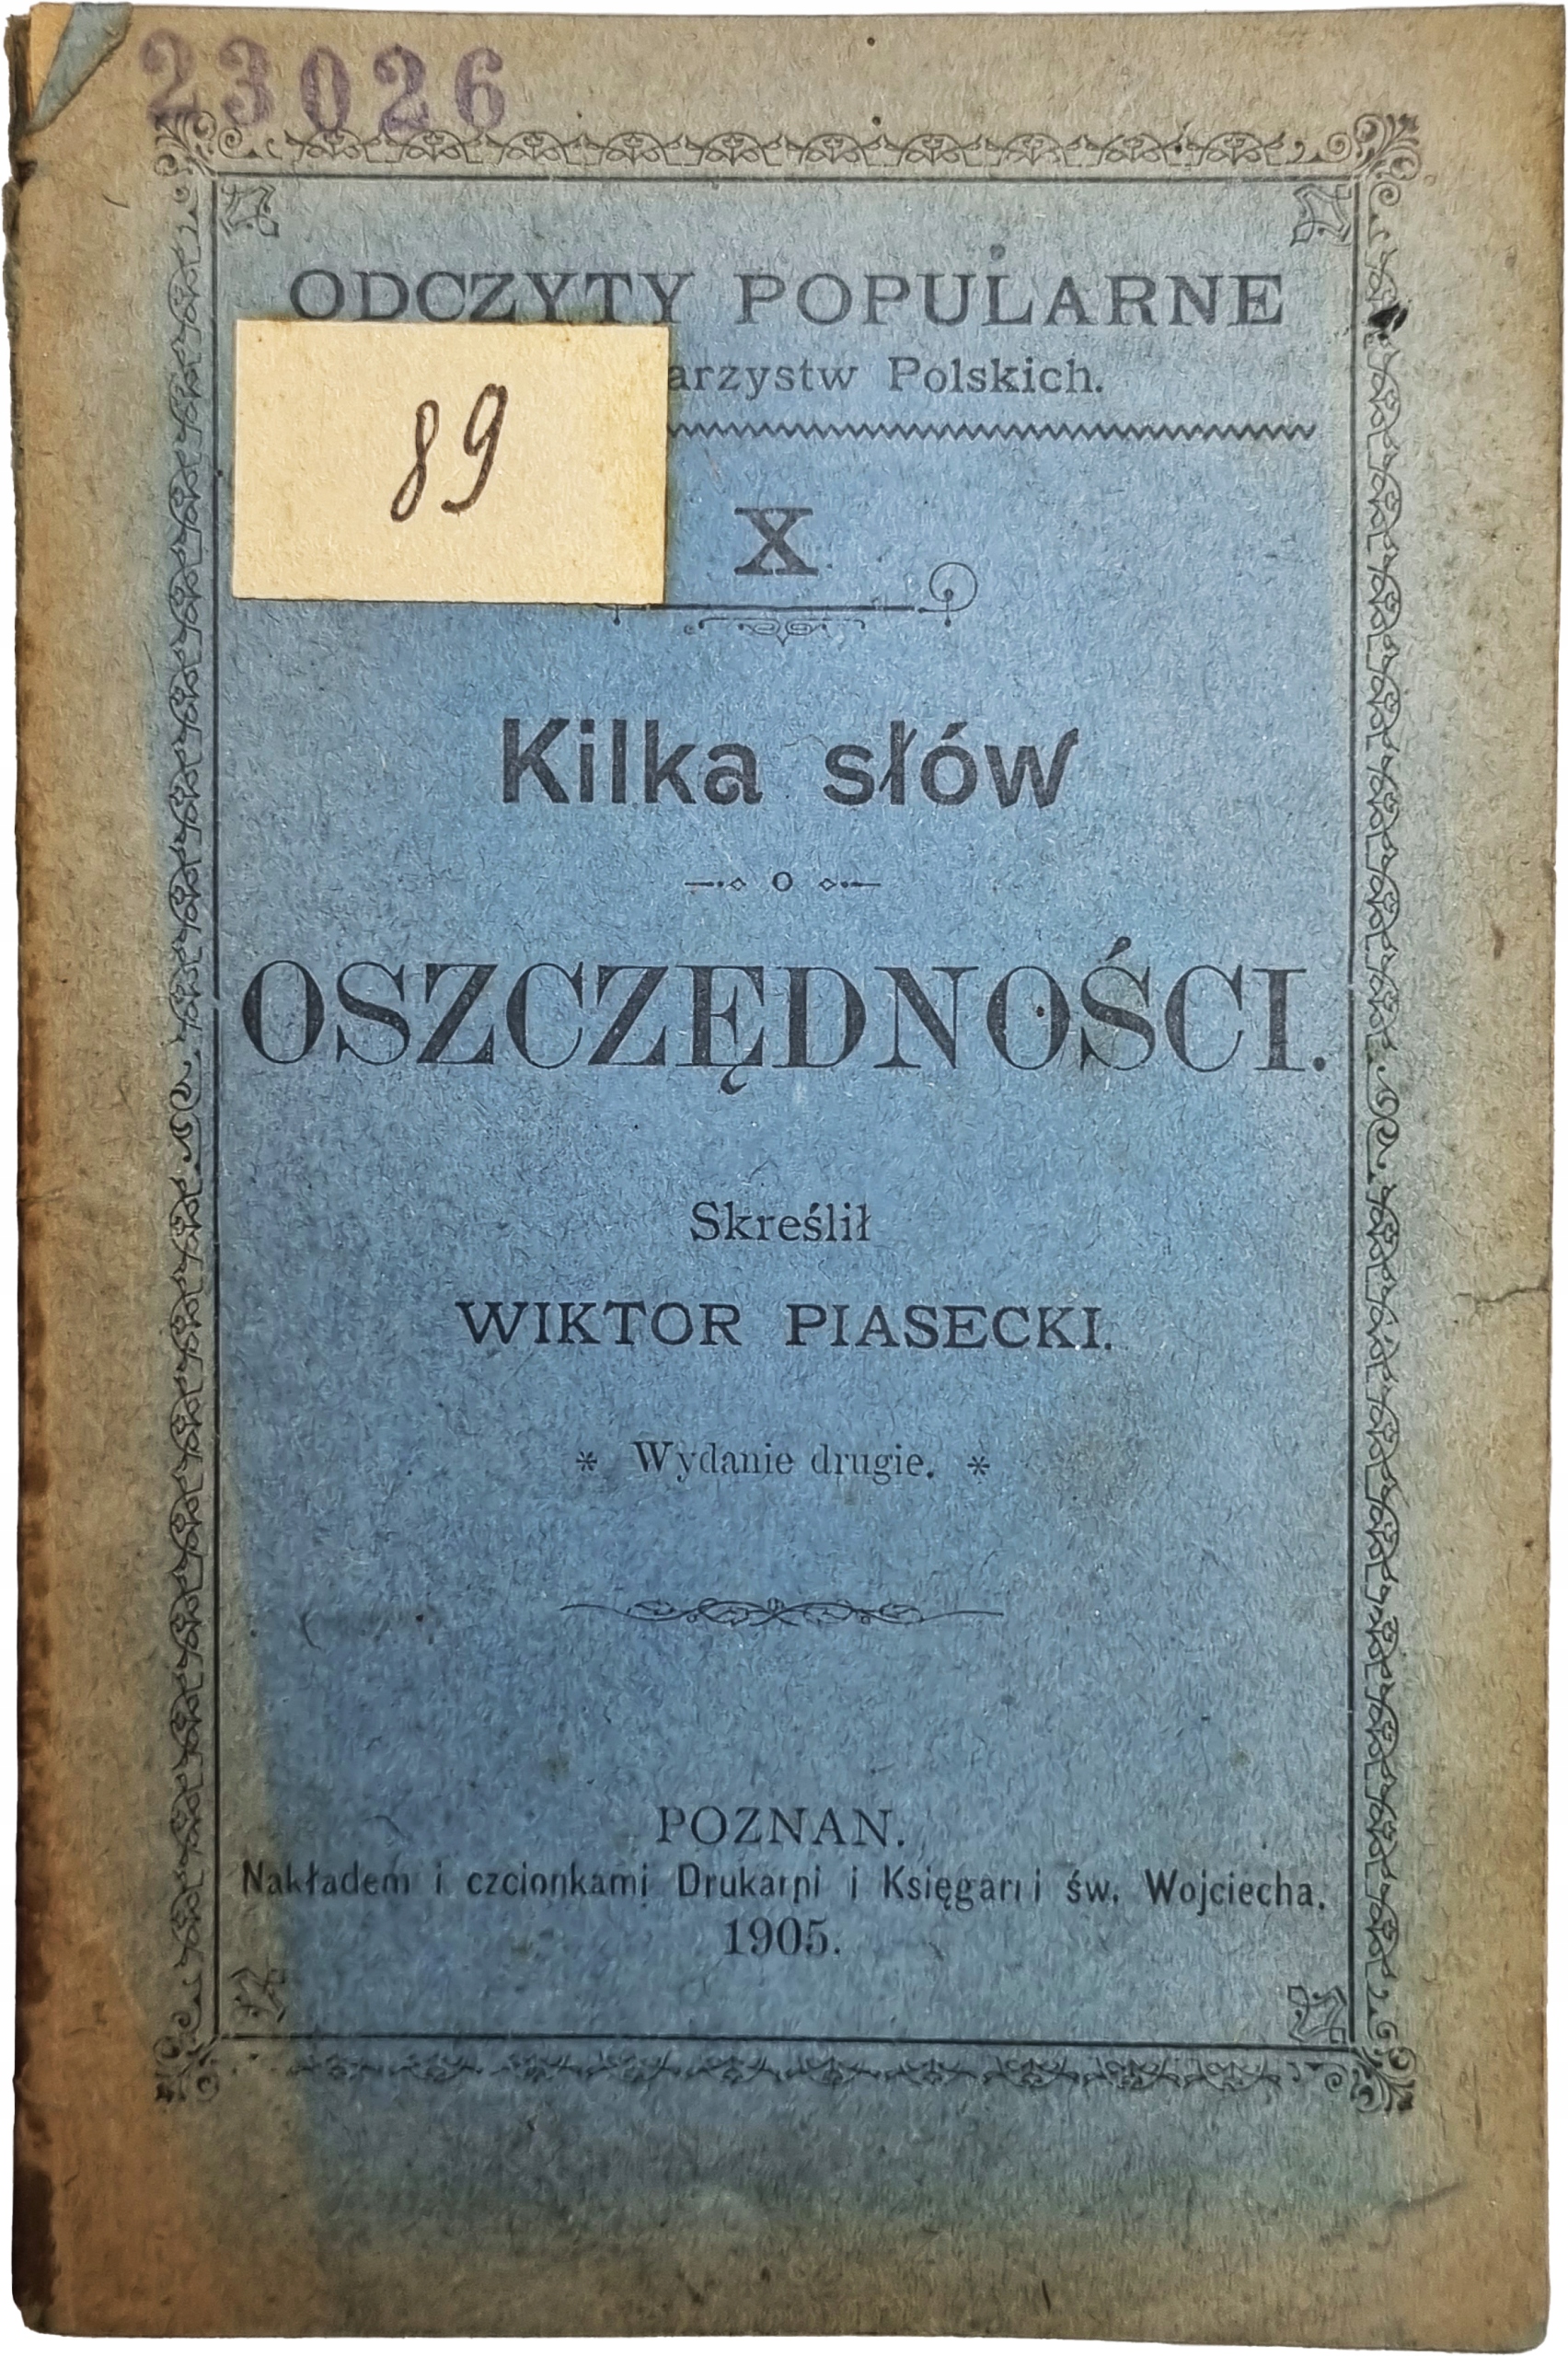 23026
ODCZYTY POPULARNE
89
arzystw Polskich.
X
Kilka słów
o
OSZCZĘDNOŚCI.
Skreślił
WIKTOR PIASECKI.
* Wydanie drugie. *
POZNAN.
Nakładem i czcionkami Drukarni i Księgarni św. Wojciecha.
1905.